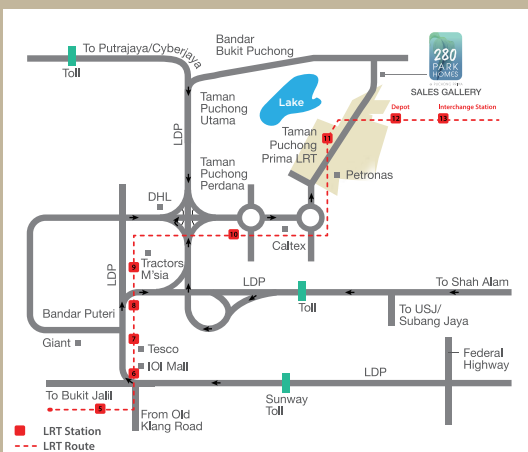 To Putrajaya/Cyberjaya
Toll
Bandar
Bukit Puchong
280
PARK
HOMES
SALES GALLERY
Taman
Puchong
Utama
Lake
LDP
Depot
Interchange Station
12
13
11
Taman
Puchong
Prima LRT
Petronas
Taman
Puchong
Perdana
DHL
10
Caltex
LDP
9
Tractors
M'sia
LDP
To Shah Alam
8
Toll
Bandar Puteri
To USJ/
Subang Jaya
Giant
7
Tesco
IOI Mall
6
Federal
Highway
LDP
To Bukit Jalil
5
Sunway
Toll
From Old
Klang Road
LRT Station
LRT Route